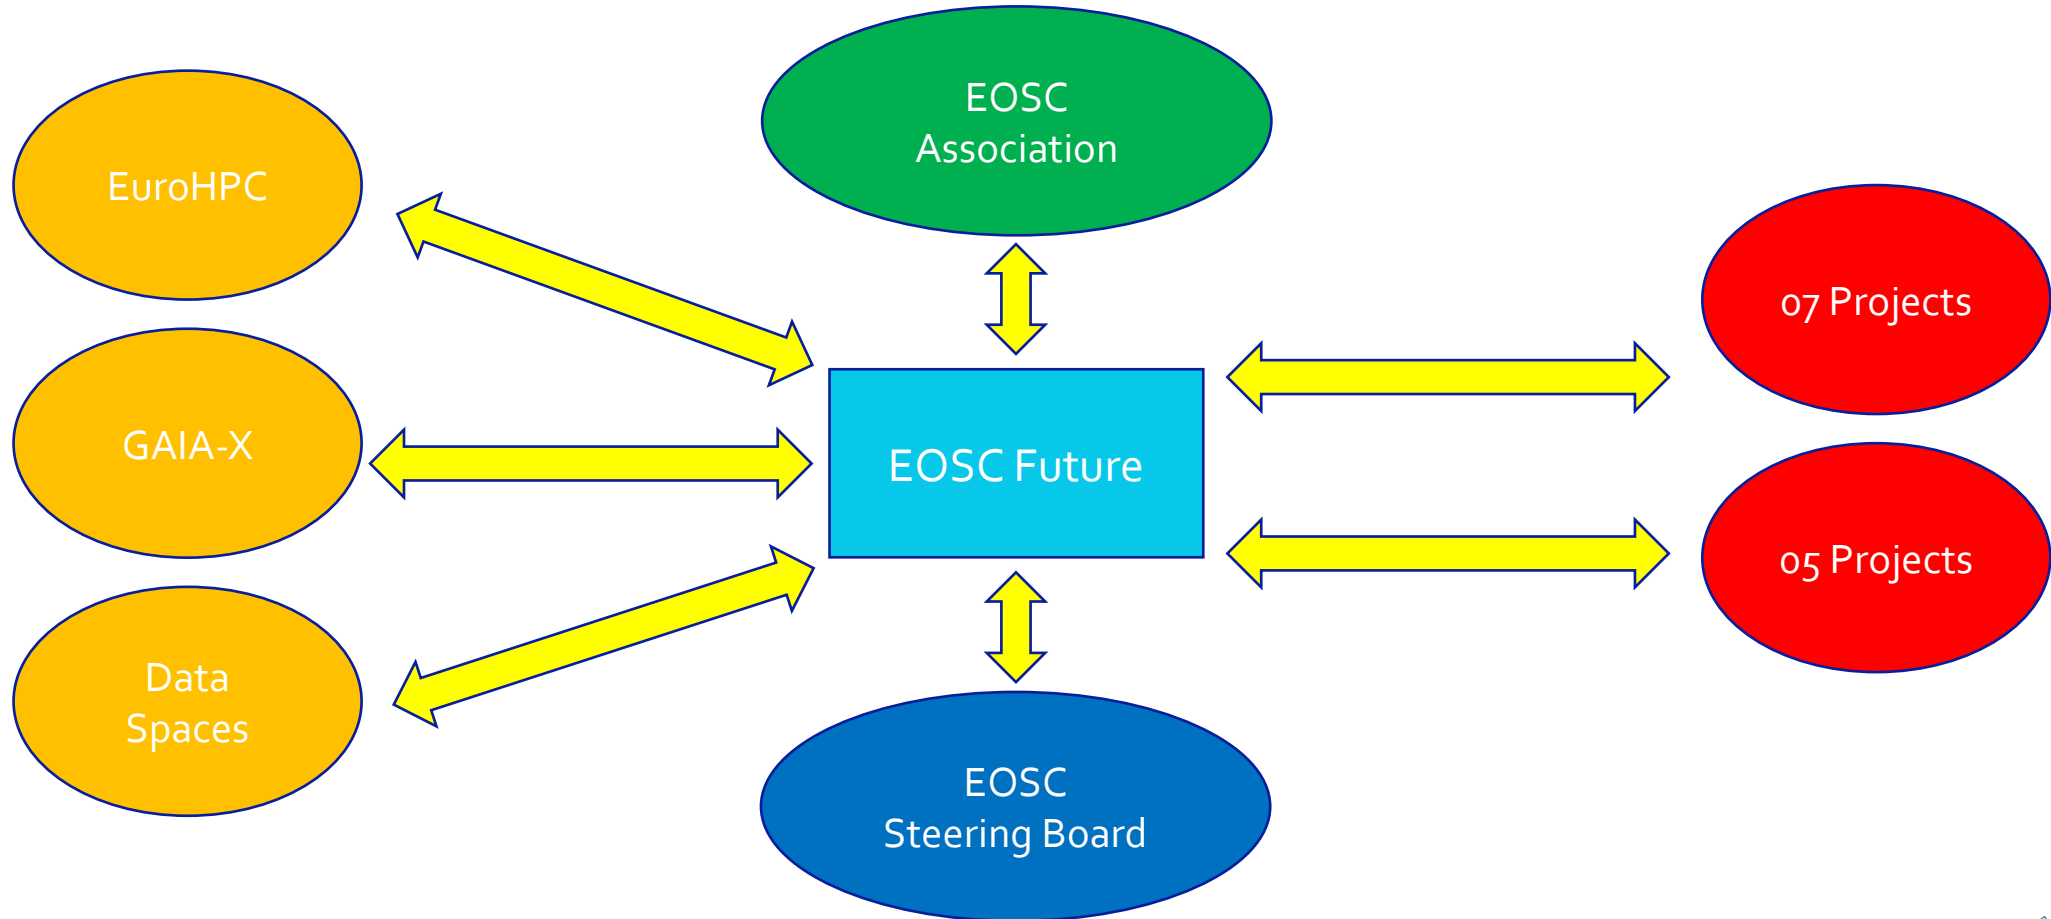 EOSC
Association
EuroHPC
07 Projects
GAIA-X
EOSC Future
05 Projects
Data
Spaces
EOSC
Steering Board